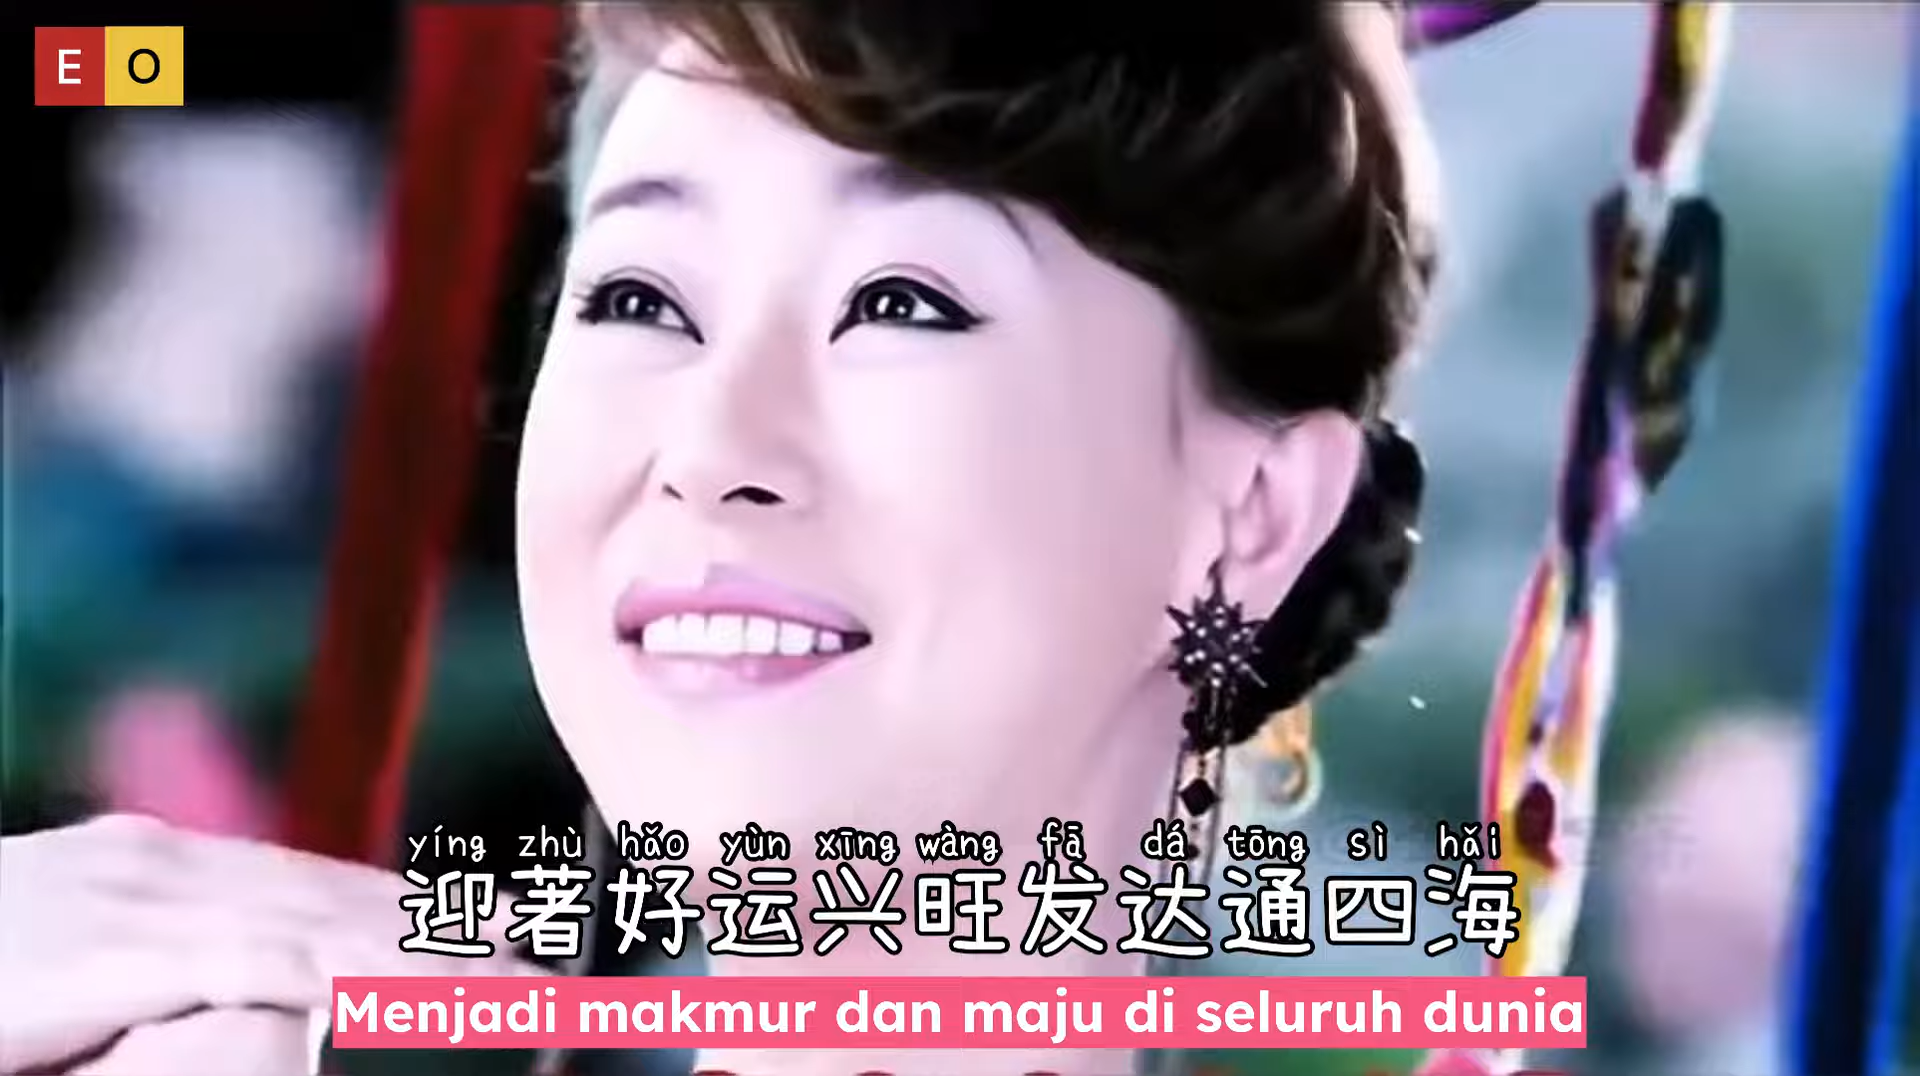 E O
yíng zhù hǎo yùn xīng wàng fā dá tōng sì hǎi
迎著好运兴旺发达通四海
Menjadi makmur dan maju di seluruh dunia